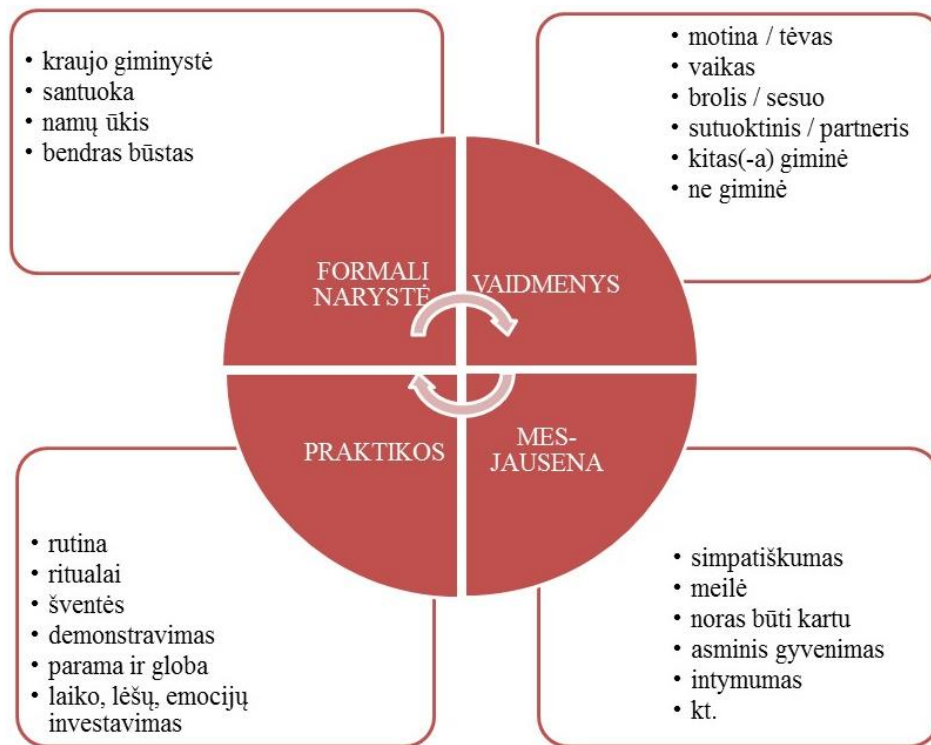 • kraujo giminystė
• santuoka
• namų ūkis
• bendras būstas
• motina / tėvas
• vaikas
• brolis / sesuo
• sutuoktinis / partneris
• kitas(-a) giminė
• ne giminė
FORMALI
NARYSTĖ
VAIDMENYS
PRAKTIKOS
MES-
JAUSENA
• rutina
• ritualai
• šventės
• demonstravimas
• parama ir globa
• laiko, lėšų, emocijų
investavimas
• simpatiškumas
• meilė
• noras būti kartu
• asminis gyvenimas
• intymumas
• kt.